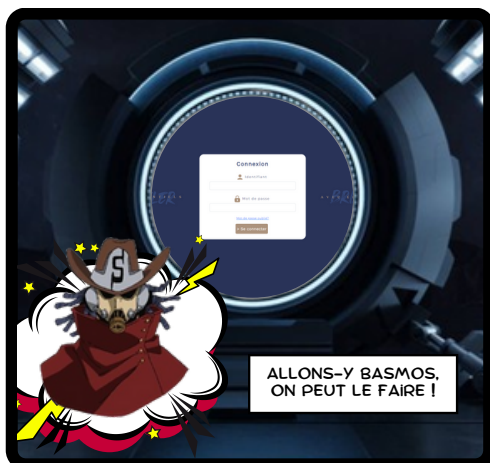 Connexion
Identifiant
Mot de passe
Se connecter
S
ALLONS-Y BASMOS,
ON PEUT LE FAIRE !